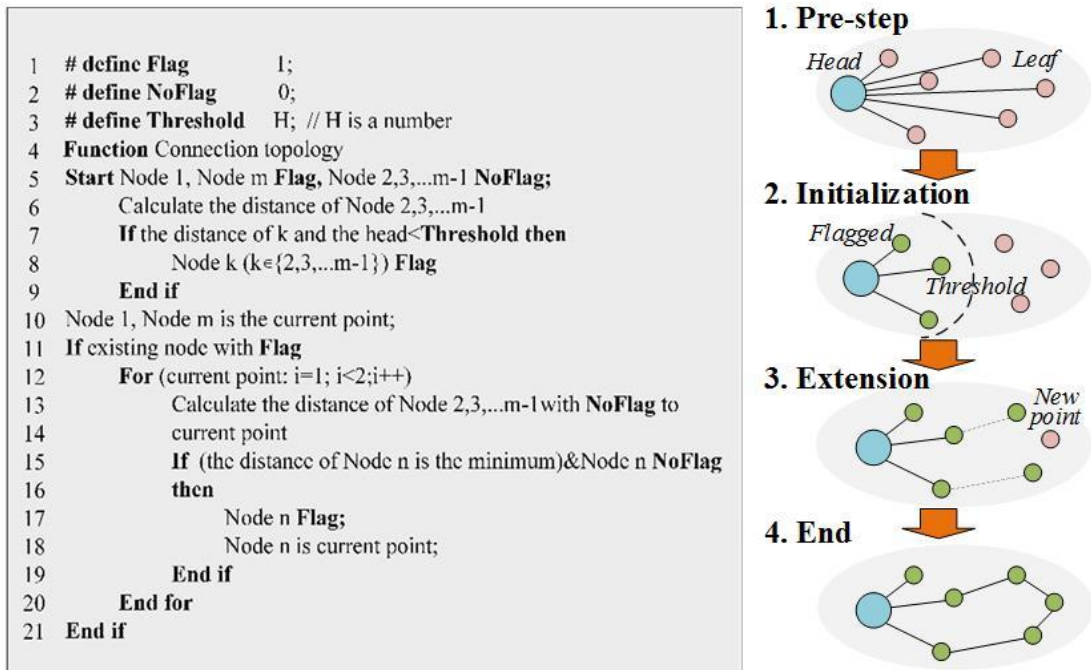 1 # define Flag 1;
2 # define NoFlag 0;
3 # define Threshold H; // H is a number
4 Function Connection topology
5 Start Node 1, Node m Flag, Node 2,3,...m-1 NoFlag;
6 Calculate the distance of Node 2,3,...m-1
7 If the distance of k and the head<Threshold then
8 Node k (k∈{2,3,...m-1}) Flag
9 End if
10 Node 1, Node m is the current point;
11 If existing node with Flag
12 For (current point: i=1; i<2;i++)
13 Calculate the distance of Node 2,3,...m-1with NoFlag to
14 current point
15 If (the distance of Node n is the minimum)&Node n NoFlag
16 then
17 Node n Flag;
18 Node n is current point;
19 End if
20 End for
21 End if
1. Pre-step
Head
Leaf
2. Initialization
Flagged
Threshold
3. Extension
New
point
4. End